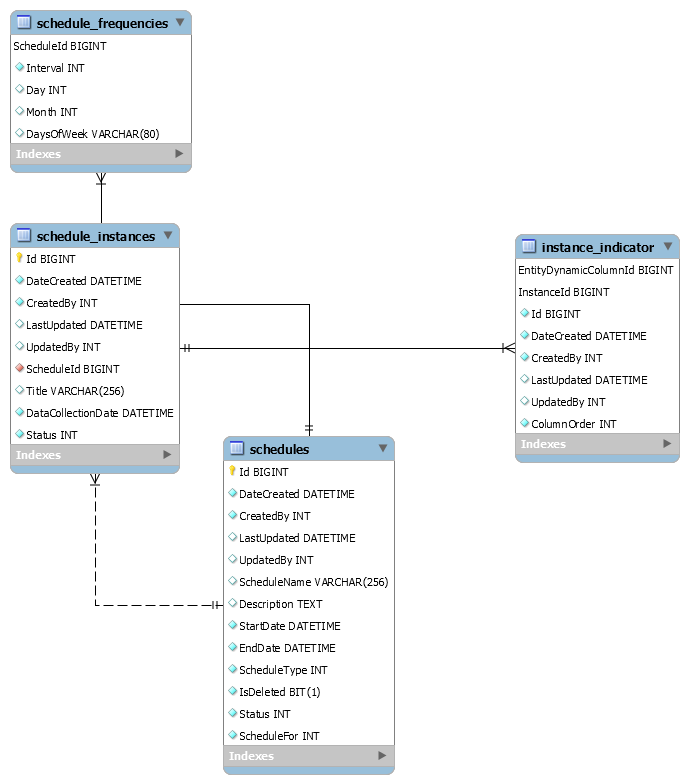 schedule_frequencies
ScheduleId BIGINT
Interval INT
Day INT
Month INT
DaysOfWeek VARCHAR(80)
Indexes
schedule_instances
Id BIGINT
DateCreated DATETIME
CreatedBy INT
LastUpdated DATETIME
UpdatedBy INT
ScheduleId BIGINT
Title VARCHAR(256)
DataCollectionDate DATETIME
Status INT
Indexes
instance_indicator
EntityDynamicColumnId BIGINT
InstanceId BIGINT
Id BIGINT
DateCreated DATETIME
CreatedBy INT
LastUpdated DATETIME
UpdatedBy INT
ColumnOrder INT
Indexes
schedules
Id BIGINT
DateCreated DATETIME
CreatedBy INT
LastUpdated DATETIME
UpdatedBy INT
ScheduleName VARCHAR(256)
Description TEXT
StartDate DATETIME
EndDate DATETIME
ScheduleType INT
IsDeleted BIT(1)
Status INT
ScheduleFor INT
Indexes